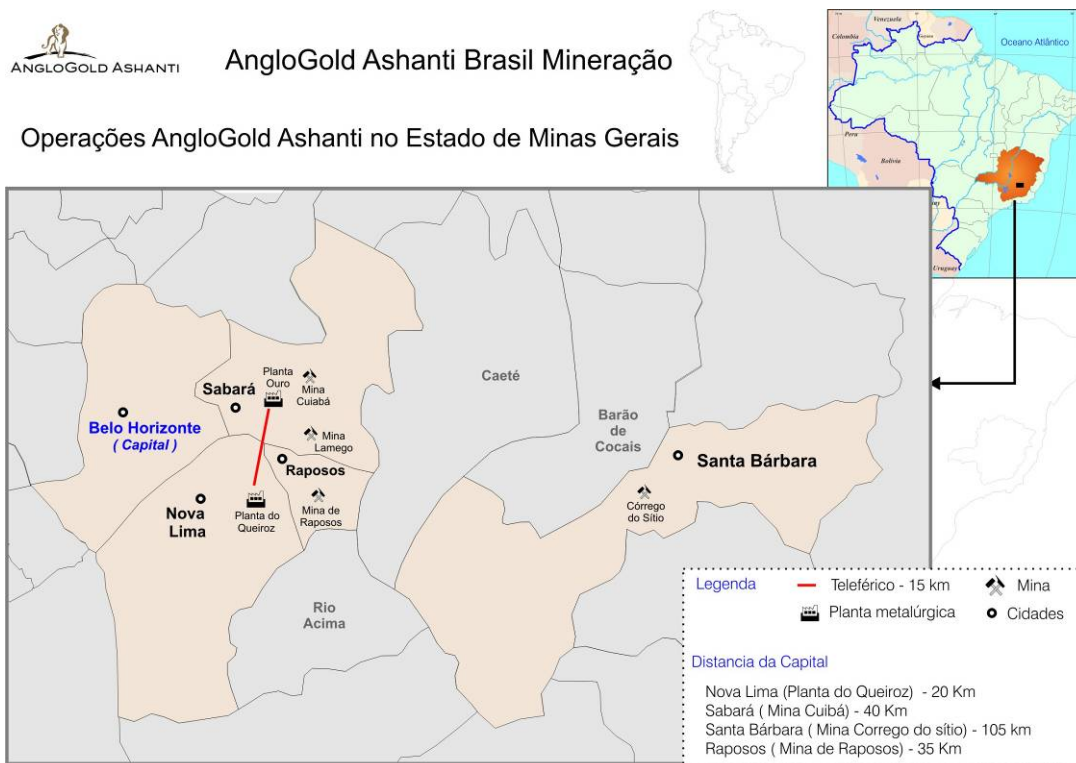 AngloGold Ashanti
AngloGold Ashanti Brasil Mineração
Operações AngloGold Ashanti no Estado de Minas Gerais
Venezuela
Colombia
Oceano Atlântico
Peru
Bolivia
Uruguay
Belo Horizonte
( Capital )
Sabará
Planta
Ouro
Mina
Cuiabá
Mina
Lamego
Raposos
Mina de
Raposos
Nova
Lima
Planta do
Queiroz
Rio
Acima
Caeté
Barão
de
Cocais
Santa Bárbara
Córrego
do Sítio
Legenda
Teleférico - 15 km
Mina
Planta metalúrgica
Cidades
Distancia da Capital
Nova Lima (Planta do Queiroz) - 20 Km
Sabará ( Mina Cuibá) - 40 Km
Santa Bárbara ( Mina Corrego do sítio) - 105 km
Raposos ( Mina de Raposos) - 35 Km